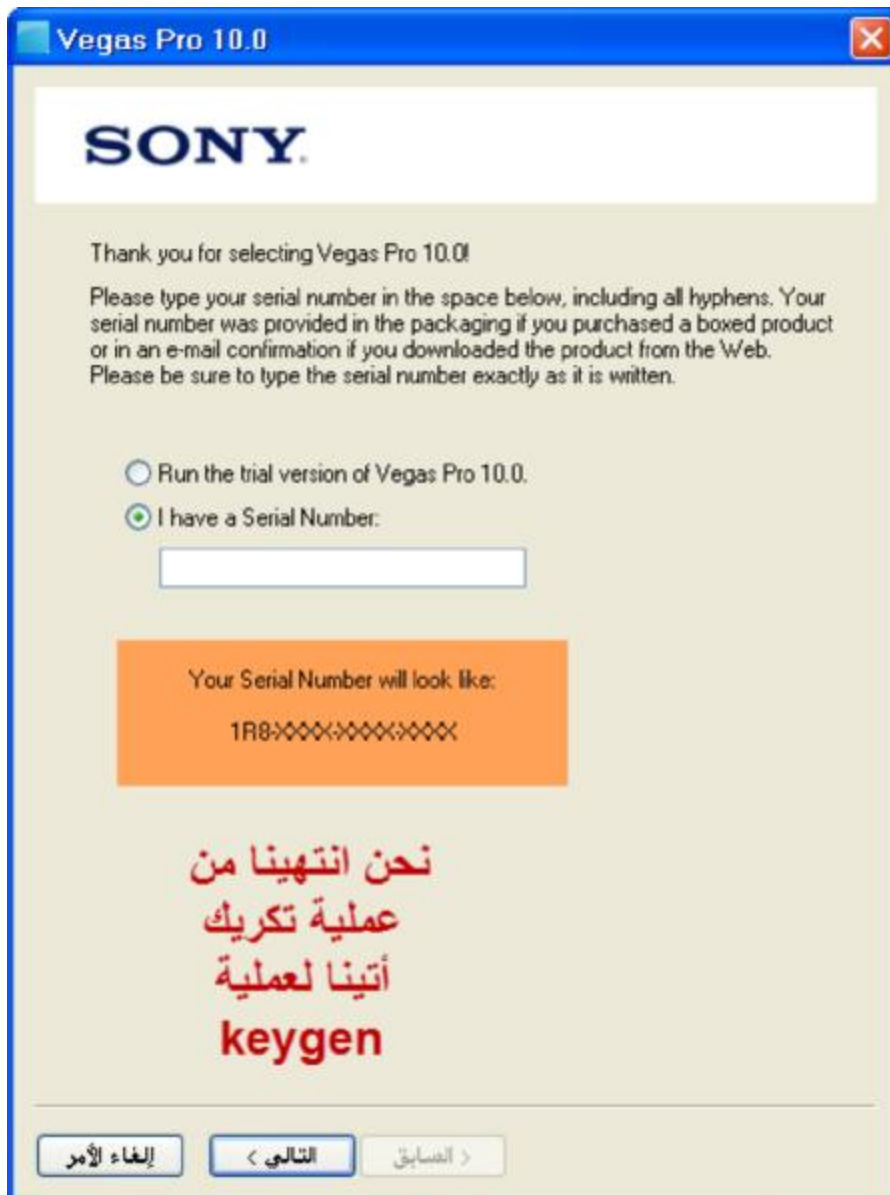 Vegas Pro 10.0
SONY
Thank you for selecting Vegas Pro 10.0!
Please type your serial number in the space below, including all hyphens. Your
serial number was provided in the packaging if you purchased a boxed product
or in an e-mail confirmation if you downloaded the product from the Web.
Please be sure to type the serial number exactly as it is written.
Run the trial version of Vegas Pro 10.0.
I have a Serial Number:
Your Serial Number will look like:
1R8-XXXX-XXXX-XXXX
نحن انتهينا من
عملية تكريك
أتينا لعملية
keygen
إلغاء الأمر
التالي >
< السابق